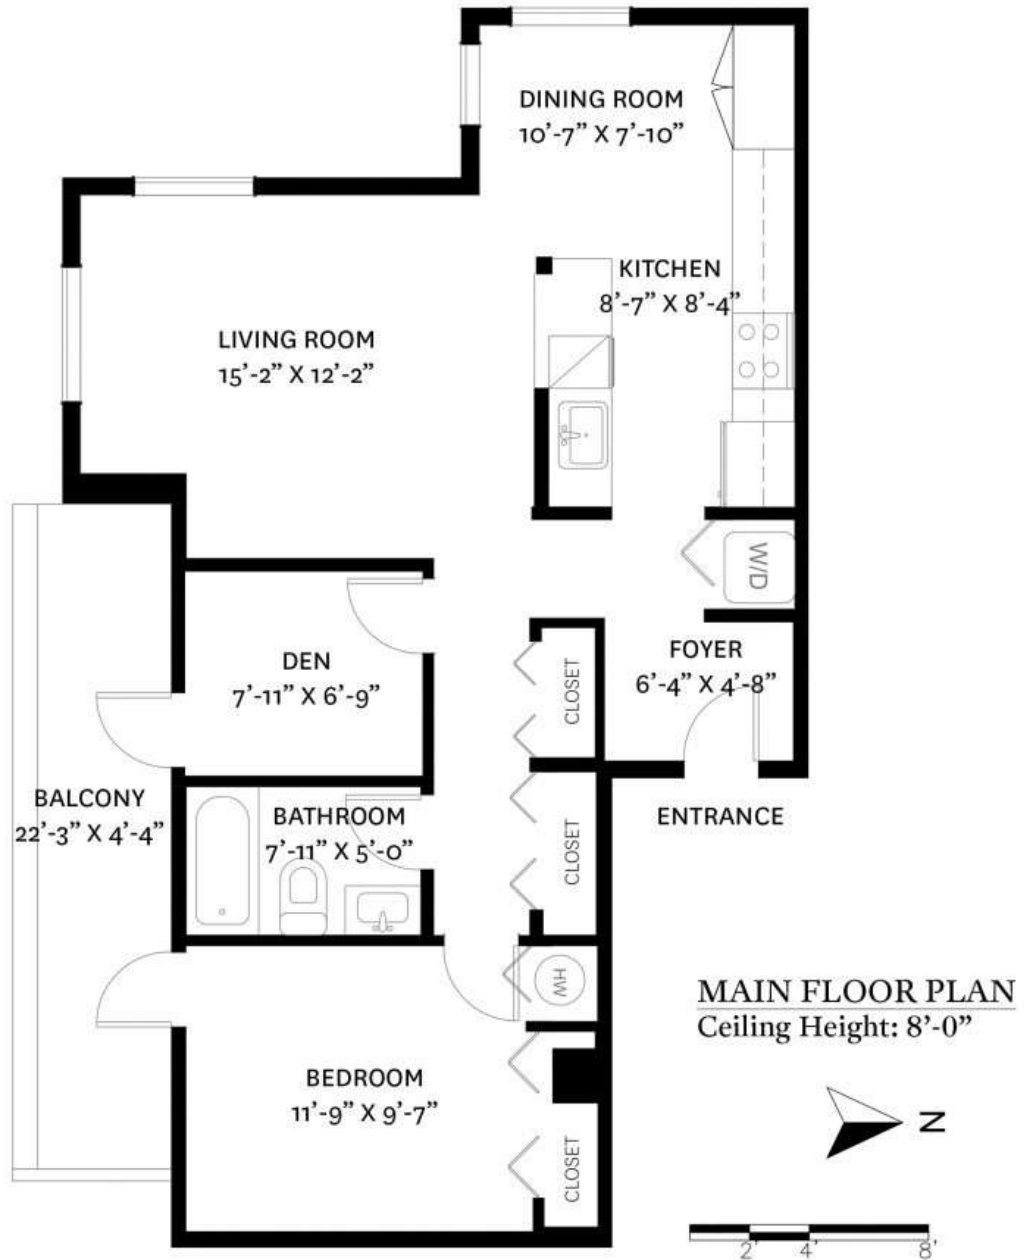 DINING ROOM
10’-7” X 7’-10”
KITCHEN
8’-7” X 8’-4”
LIVING ROOM
15’-2” X 12’-2”
W/D
DEN
7’-11” X 6’-9”
CLOSET
FOYER
6’-4” X 4’-8”
BALCONY
22’-3” X 4’-4”
BATHROOM
7’-11” X 5’-0”
CLOSET
ENTRANCE
HW
MAIN FLOOR PLAN
Ceiling Height: 8’-0”
BEDROOM
11’-9” X 9’-7”
CLOSET
N
2’ 4’ 8’